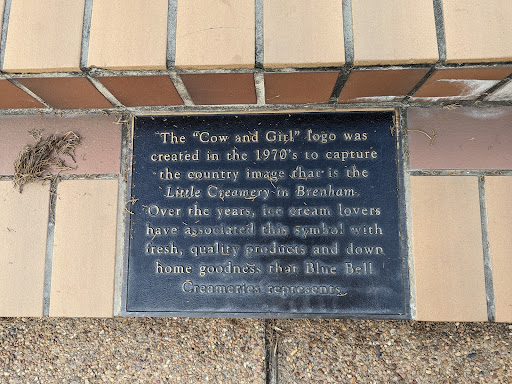 The "Cow and Girl" logo was
created in the 1970's to capture
the country image that is the
Little Creamery in Brenham.
Over the years, ice cream lovers
have associated this symbol with
fresh, quality products and down
home goodness that Blue Bell
Creameries represents.